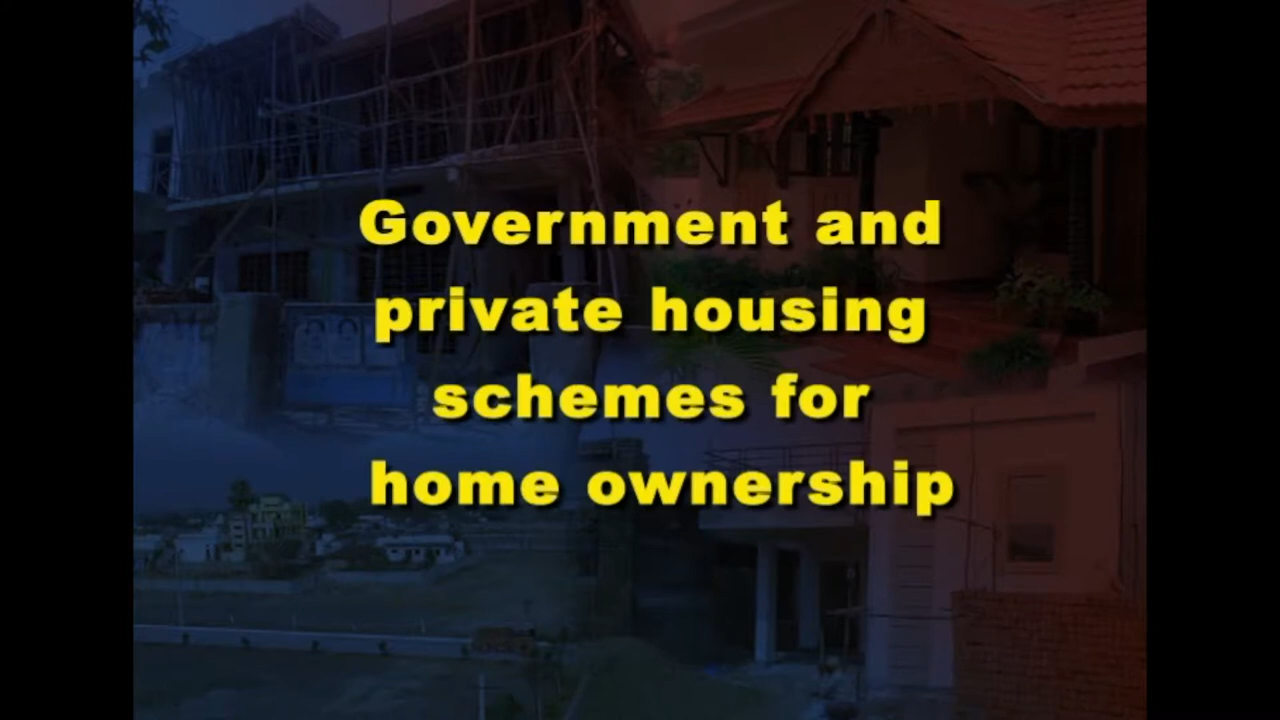 Government and
private housing
schemes for
home ownership